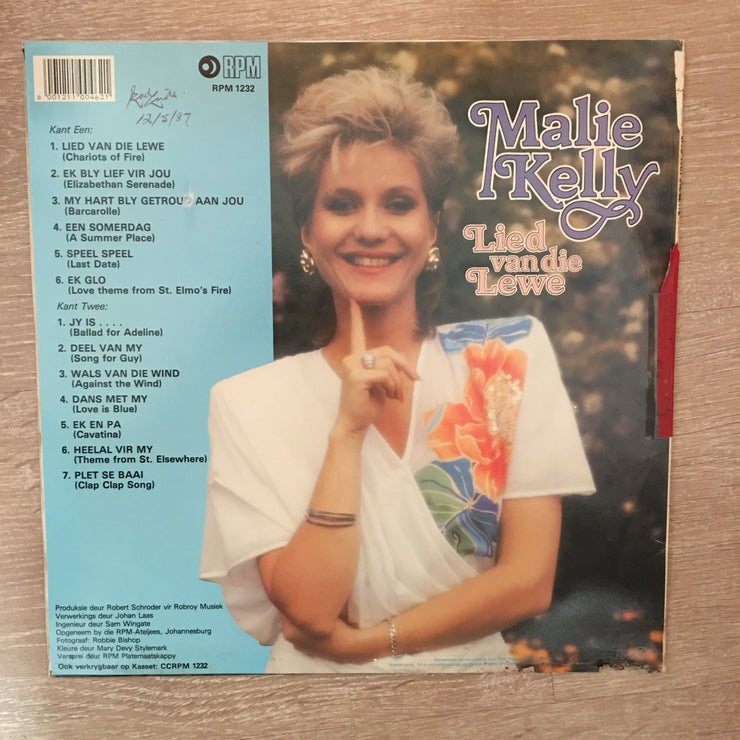 RPM
RPM 1232
6 001211 004621
12/5/87
Kant Een:
1. LIED VAN DIE LEWE
(Chariots of Fire)
2. EK BLY LIEF VIR JOU
(Elizabethan Serenade)
3. MY HART BLY GETROU AAN JOU
(Barcarolle)
4. EEN SOMERDAG
(A Summer Place)
5. SPEEL SPEEL
(Last Date)
6. EK GLO
(Love theme from St. Elmo's Fire)
Kant Twee:
1. JY IS . . . .
(Ballad for Adeline)
2. DEEL VAN MY
(Song for Guy)
3. WALS VAN DIE WIND
(Against the Wind)
4. DANS MET MY
(Love is Blue)
5. EK EN PA
(Cavatina)
6. HEELAL VIR MY
(Theme from St. Elsewhere)
7. PLET SE BAAI
(Clap Clap Song)
Produksie deur Robert Schroder vir Robroy Musiek
Verwerkings deur Johan Laas
Ingenieur deur Sam Wingate
Opgeneem by die RPM-Ateljees, Johannesburg
Fotograaf: Robbie Bishop
Kleure deur Mary Devy Stylemark
Versprei deur RPM Platemaatskappy
Ook verkrygbaar op Kasset: CCRPM 1232
Malie
Kelly
Lied
van die
Lewe